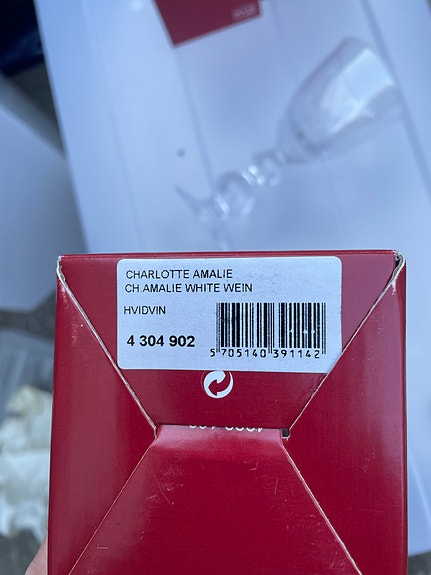 CHARLOTTE AMALIE
CH.AMALIE WHITE WEIN
HVIDVIN
4 304 902
5 705140 391142